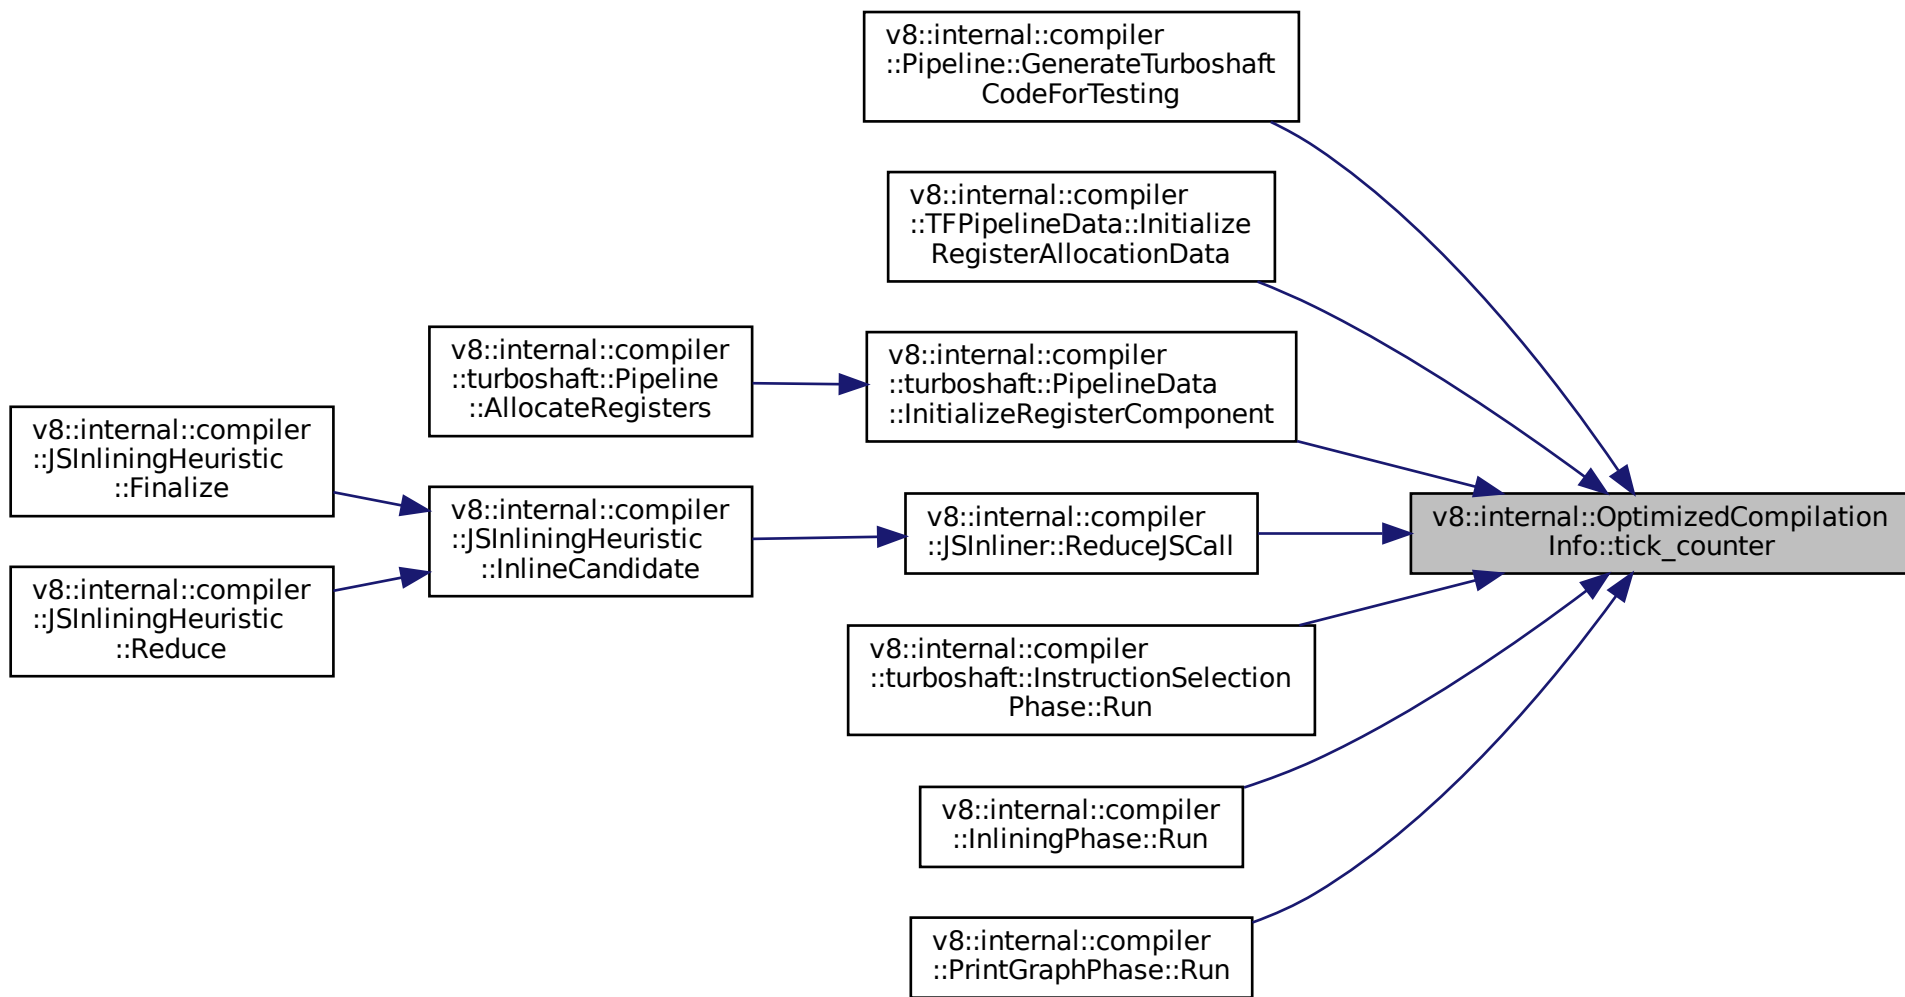 v8::internal::compiler
::Pipeline::GenerateTurboshaft
CodeForTesting
v8::internal::compiler
::TFPipelineData::Initialize
RegisterAllocationData
v8::internal::compiler
::turboshaft::Pipeline
::AllocateRegisters
v8::internal::compiler
::turboshaft::PipelineData
::InitializeRegisterComponent
v8::internal::compiler
::JSInliningHeuristic
::Finalize
v8::internal::compiler
::JSInliningHeuristic
::InlineCandidate
v8::internal::compiler
::JSInliner::ReduceJSCall
v8::internal::OptimizedCompilation
Info::tick_counter
v8::internal::compiler
::JSInliningHeuristic
::Reduce
v8::internal::compiler
::turboshaft::InstructionSelection
Phase::Run
v8::internal::compiler
::InliningPhase::Run
v8::internal::compiler
::PrintGraphPhase::Run